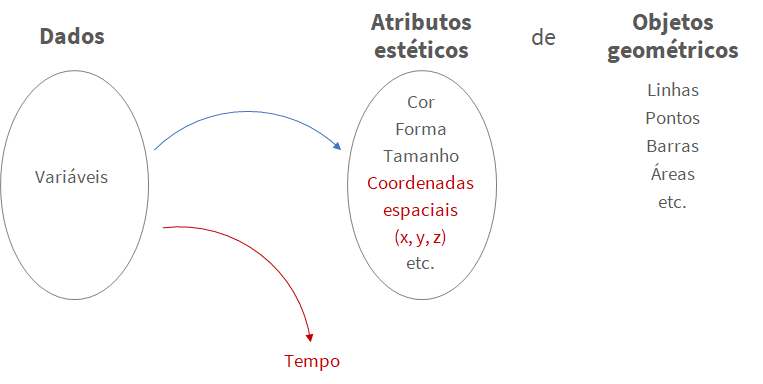 Dados
Variáveis
Atributos
estéticos
Cor
Forma
Tamanho
Coordenadas
espaciais
(x, y, z)
etc.
de
Objetos
geométricos
Linhas
Pontos
Barras
Áreas
etc.
Tempo